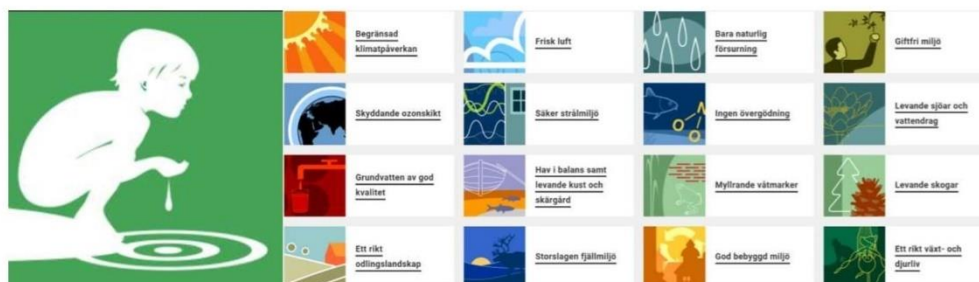 Begränsad
klimatpåverkan
Frisk luft
Bara naturlig
försurning
Giftfri miljö
Skyddande ozonskikt
Säker strålmiljö
Ingen övergödning
Levande sjöar och
vattendrag
Grundvatten av god
kvalitet
Hav i balans samt
levande kust och
skärgård
Myllrande våtmarker
Levande skogar
Ett rikt
odlingslandskap
Storslagen fjällmiljö
God bebyggd miljö
Ett rikt växt- och
djurliv